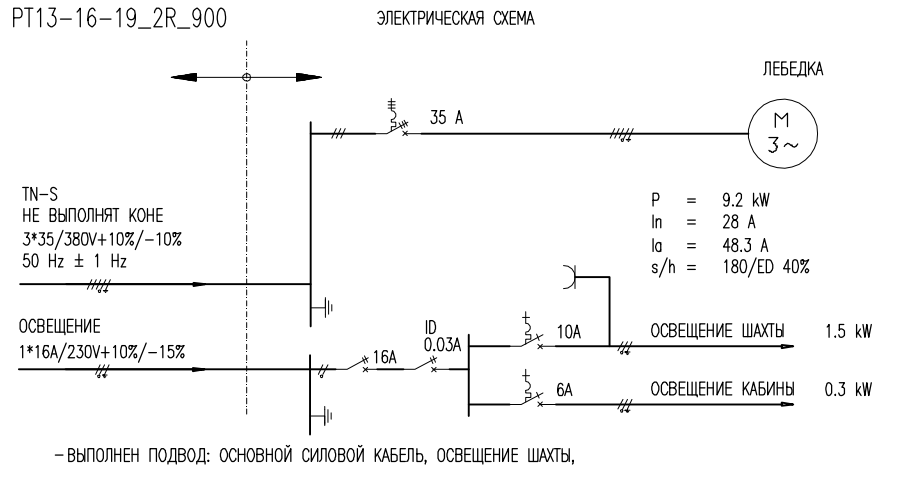 PT13-16-19_2R_900
ЭЛЕКТРИЧЕСКАЯ СХЕМА
ЛЕБЕДКА
35 A
M
3~
TN-S
НЕ ВЫПОЛНЯТ КОНЕ
3*35/380V+10%/-10%
50 Hz ± 1 Hz
P = 9.2 kW
In = 28 A
Ia = 48.3 A
s/h = 180/ED 40%
ОСВЕЩЕНИЕ
1*16A/230V+10%/-15%
16A
ID
0.03A
10A
ОСВЕЩЕНИЕ ШАХТЫ 1.5 kW
6A
ОСВЕЩЕНИЕ КАБИНЫ 0.3 kW
- ВЫПОЛНЕН ПОДВОД: ОСНОВНОЙ СИЛОВОЙ КАБЕЛЬ, ОСВЕЩЕНИЕ ШАХТЫ,